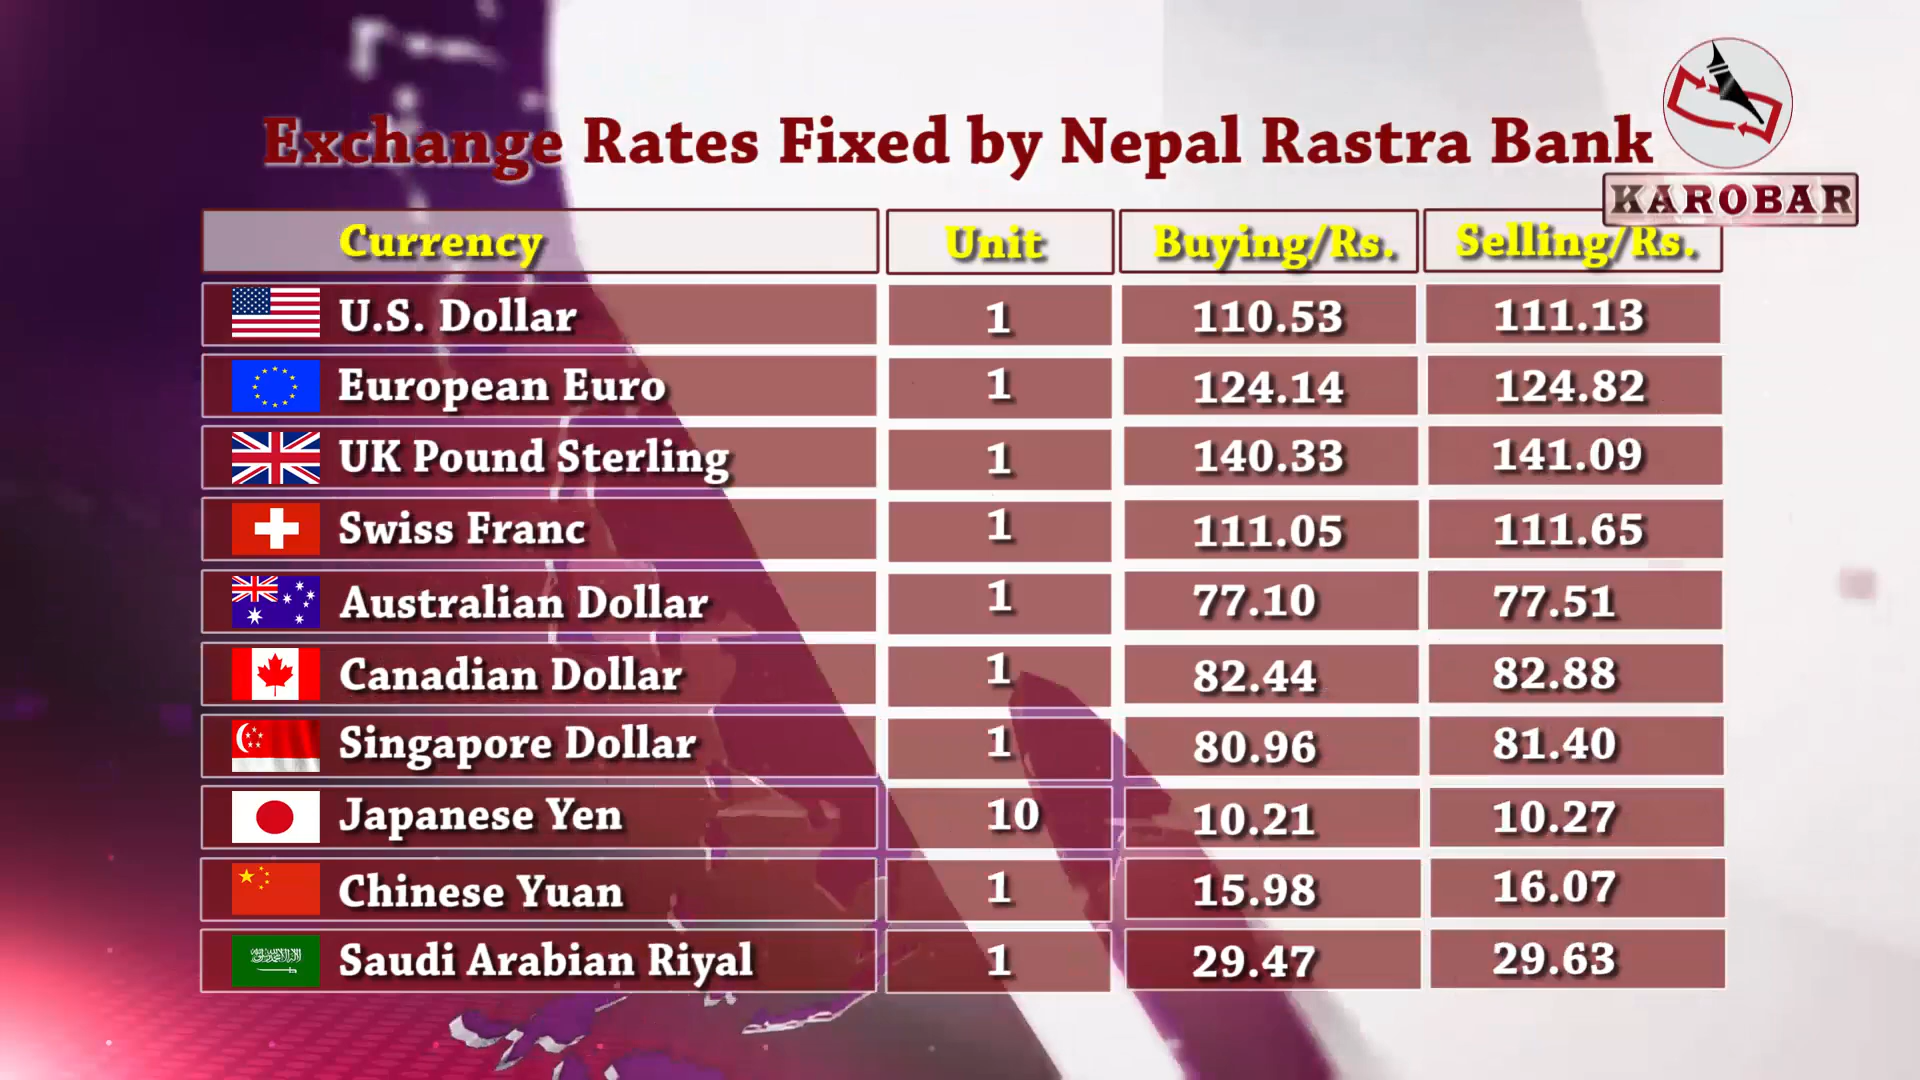 Exchange Rates Fixed by Nepal Rastra Bank
KAROBAR
Currency Unit Buying/Rs. Selling/Rs.
U.S. Dollar 1 110.53 111.13
European Euro 1 124.14 124.82
UK Pound Sterling 1 140.33 141.09
Swiss Franc 1 111.05 111.65
Australian Dollar 1 77.10 77.51
Canadian Dollar 1 82.44 82.88
Singapore Dollar 1 80.96 81.40
Japanese Yen 10 10.21 10.27
Chinese Yuan 1 15.98 16.07
Saudi Arabian Riyal 1 29.47 29.63